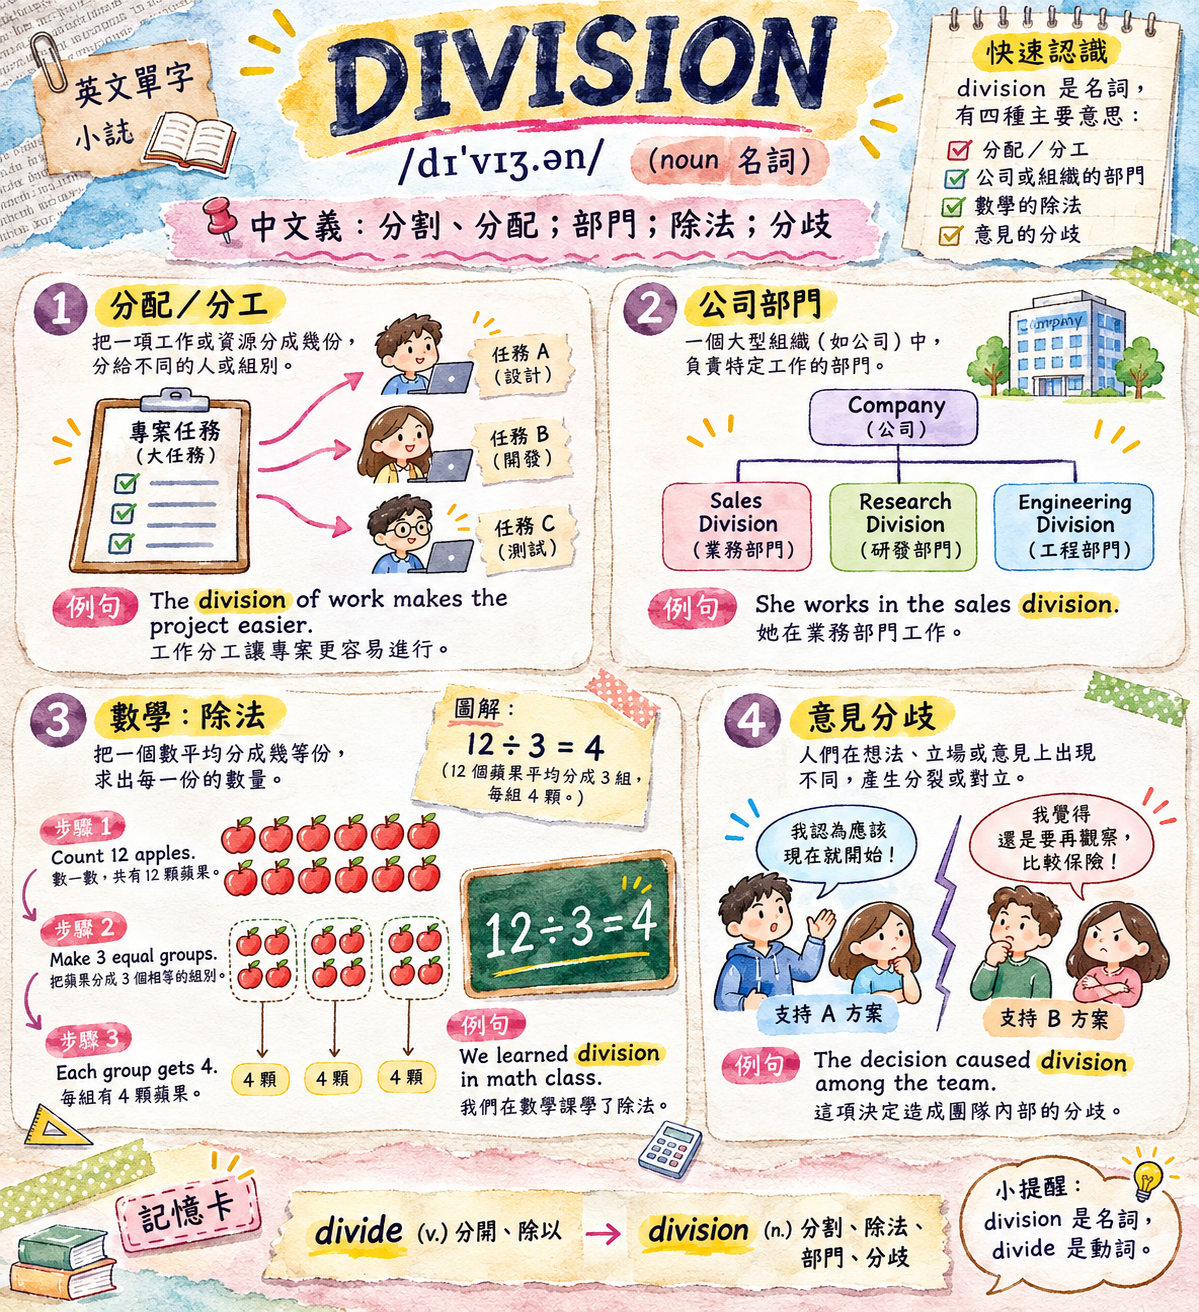 英文單字
小誌
DIVISION
/dɪˈvɪʒ.ən/
(noun 名詞)
中文義：分割、分配；部門；除法；分歧
快速認識
division 是名詞，
有四種主要意思：
分配／分工
公司或組織的部門
數學的除法
意見的分歧
1 分配／分工
把一項工作或資源分成幾份，
分給不同的人或組別。
專案任務
(大任務)
任務 A
(設計)
任務 B
(開發)
任務 C
(測試)
例句
The division of work makes the
project easier.
工作分工讓專案更容易進行。
2 公司部門
一個大型組織（如公司）中，
負責特定工作的部門。
Company
Company
(公司)
Sales
Division
(業務部門)
Research
Division
(研發部門)
Engineering
Division
(工程部門)
例句
She works in the sales division.
她在業務部門工作。
3 數學：除法
把一個數平均分成幾等份，
求出每一份的數量。
圖解：
12 ÷ 3 = 4
(12 個蘋果平均分成 3 組，
每組 4 顆。)
步驟 1
Count 12 apples.
數一數，共有 12 顆蘋果。
步驟 2
Make 3 equal groups.
把蘋果分成 3 個相等的組別。
步驟 3
Each group gets 4.
每組有 4 顆蘋果。
4 顆
4 顆
4 顆
12÷3=4
例句
We learned division
in math class.
我們在數學課學了除法。
4 意見分歧
人們在想法、立場或意見上出現
不同，產生分裂或對立。
我認為應該
現在就開始！
我覺得
還是要再觀察，
比較保險！
支持 A 方案
支持 B 方案
例句
The decision caused division
among the team.
這項決定造成團隊內部的分歧。
記憶卡
divide (v.) 分開、除以
→
division (n.) 分割、除法、
部門、分歧
小提醒：
division 是名詞，
divide 是動詞。